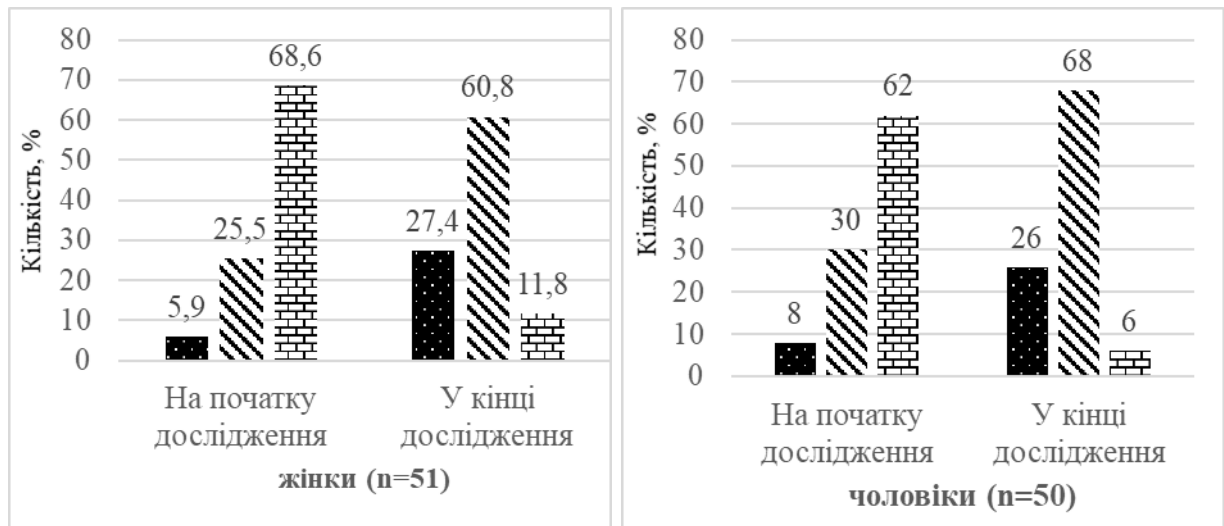 Кількість, %
80
70
60
50
40
30
20
10
0
5,9
25,5
68,6
27,4
60,8
11,8
На початку
дослідження
У кінці
дослідження
жінки (n=51)
Кількість, %
80
70
60
50
40
30
20
10
0
8
30
62
26
68
6
На початку
дослідження
У кінці
дослідження
чоловіки (n=50)